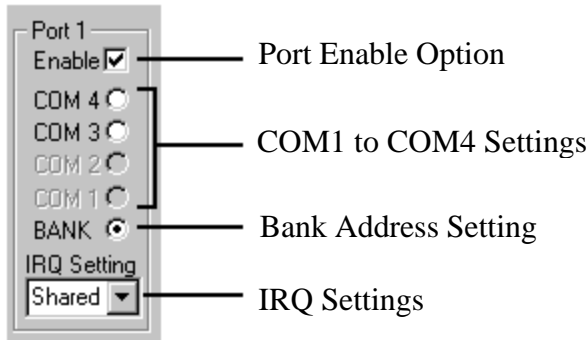 Port 1
Enable
Port Enable Option
COM 4
COM 3
COM 2
COM 1
COM1 to COM4 Settings
BANK
Bank Address Setting
IRQ Setting
Shared
IRQ Settings